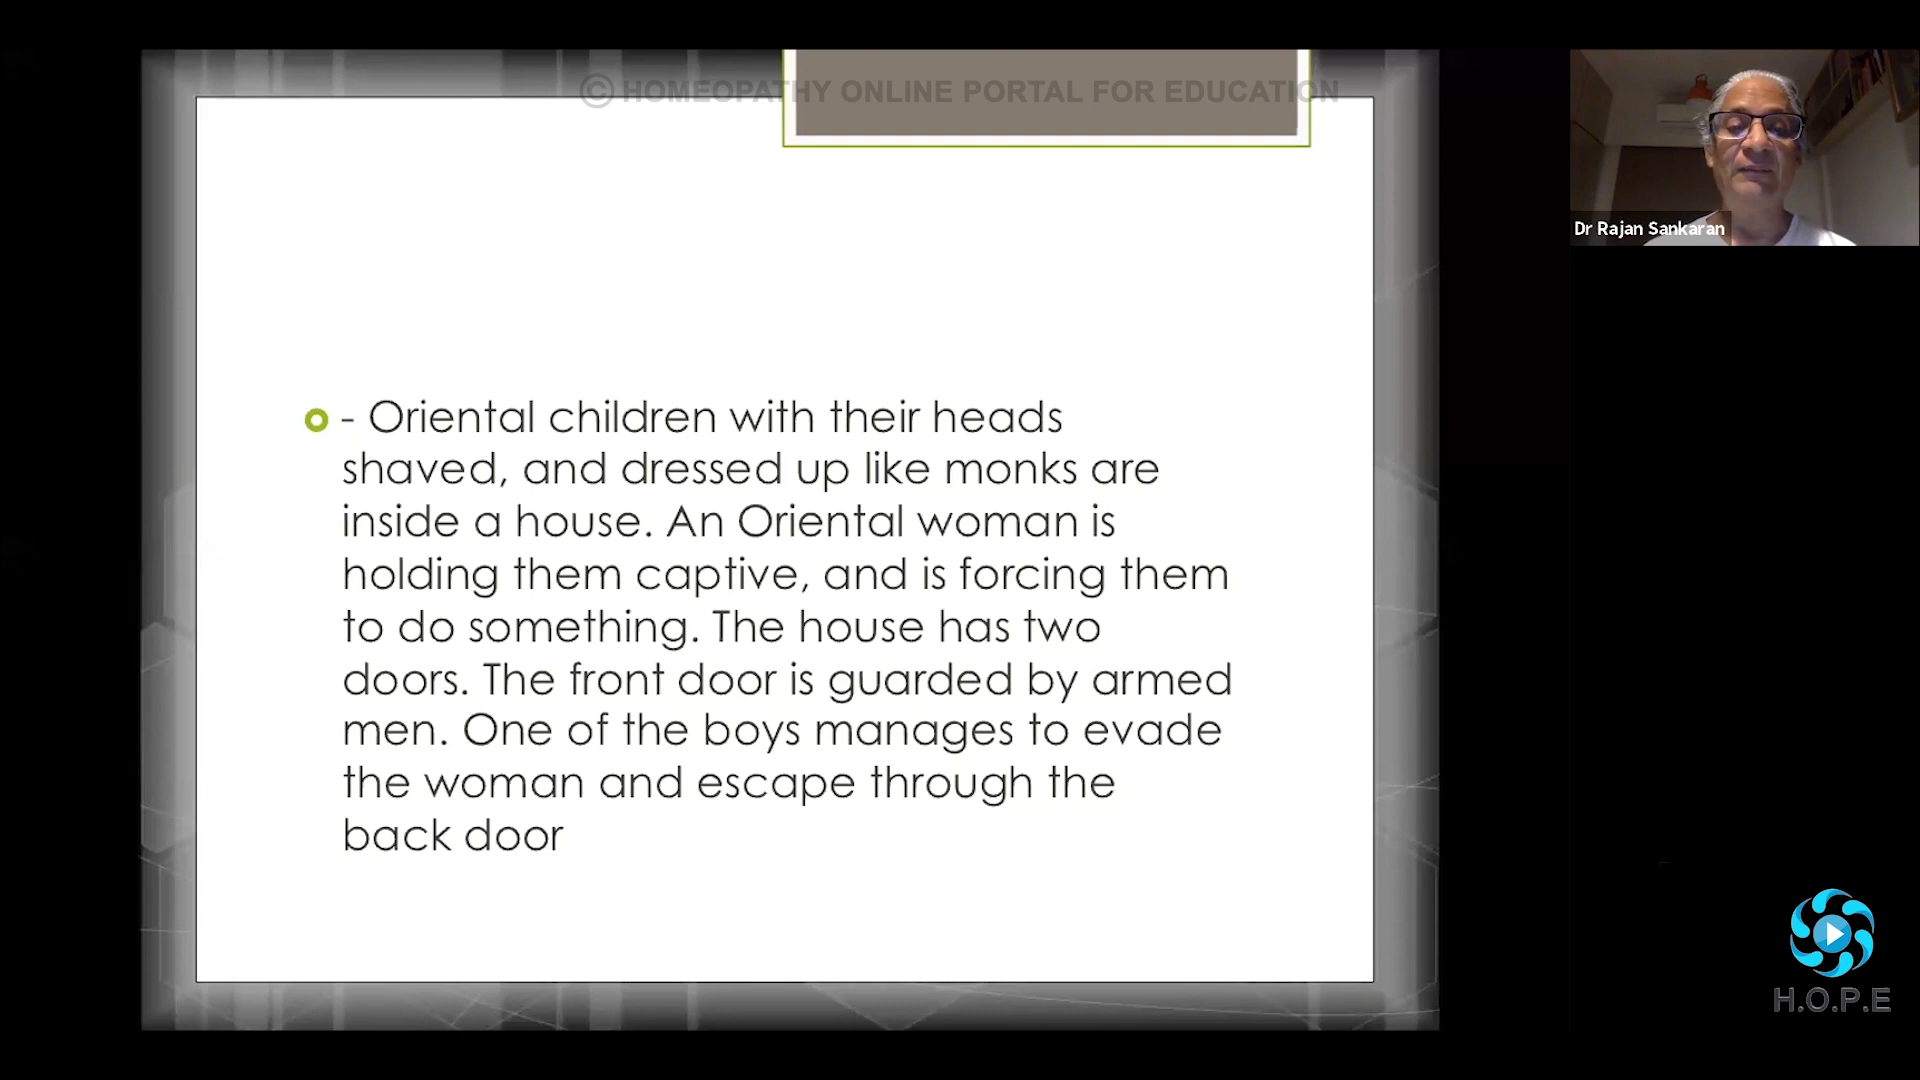 © HOMEOPATHY ONLINE PORTAL FOR EDUCATION
Dr Rajan Sankaran
- Oriental children with their heads
shaved, and dressed up like monks are
inside a house. An Oriental woman is
holding them captive, and is forcing them
to do something. The house has two
doors. The front door is guarded by armed
men. One of the boys manages to evade
the woman and escape through the
back door
H.O.P.E